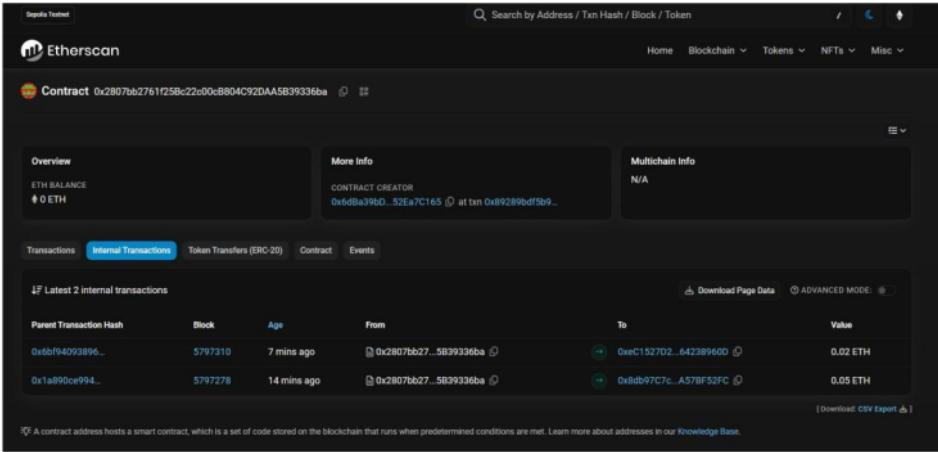 Sepolia Testnet
Search by Address / Txn Hash / Block / Token /
Etherscan
Home Blockchain Tokens NFTs Misc
Contract 0x2807bb2761f25Bc22c00cB804C92DAA5B39336ba
Overview
ETH BALANCE
0 ETH
More Info
CONTRACT CREATOR
0x6dBa39bD...52Ea7C165 at txn 0x89289bdf5b9...
Multichain Info
N/A
Transactions Internal Transactions Token Transfers (ERC-20) Contract Events
Latest 2 internal transactions
Download Page Data ADVANCED MODE:
Parent Transaction Hash Block Age From To Value
0x6bf94093896... 5797310 7 mins ago 0x2807bb27...5B39336ba 0xeC1527D2...64238960D 0.02 ETH
0x1a890ce994... 5797278 14 mins ago 0x2807bb27...5B39336ba 0x8db97C7c...A57BF52FC 0.05 ETH
[ Download: CSV Export ]
A contract address hosts a smart contract, which is a set of code stored on the blockchain that runs when predetermined conditions are met. Learn more about addresses in our Knowledge Base.